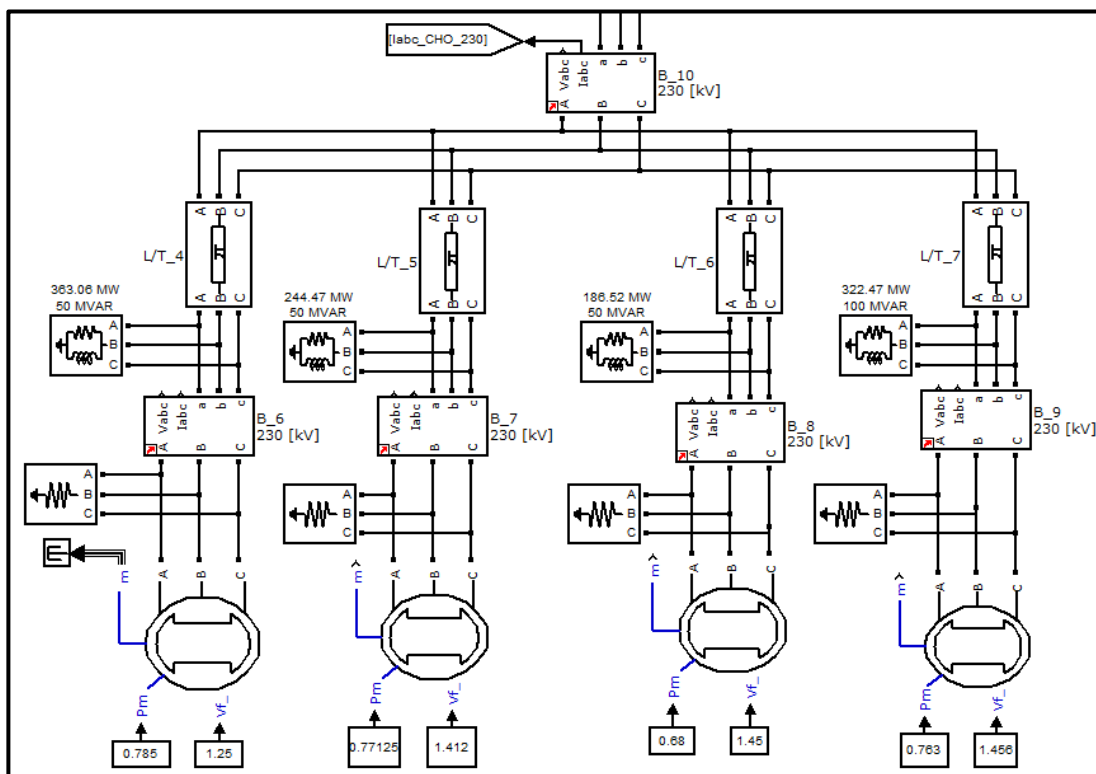 [Iabc_CHO_230]
Vabc
Iabc
a
b
c
A
B
C
B_10
230 [kV]
A
B
C
L/T_4
A
B
C
A
B
C
L/T_5
A
B
C
A
B
C
L/T_6
A
B
C
A
B
C
L/T_7
A
B
C
363.06 MW
50 MVAR
A
B
C
244.47 MW
50 MVAR
A
B
C
186.52 MW
50 MVAR
A
B
C
322.47 MW
100 MVAR
A
B
C
Vabc
Iabc
a
b
c
A
B
C
B_6
230 [kV]
Vabc
Iabc
a
b
c
A
B
C
B_7
230 [kV]
Vabc
Iabc
a
b
c
A
B
C
B_8
230 [kV]
Vabc
Iabc
a
b
c
A
B
C
B_9
230 [kV]
A
B
C
A
B
C
A
B
C
A
B
C
m
A
B
C
Pm
Vf_
0.785
1.25
m
A
B
C
Pm
Vf_
0.77125
1.412
m
A
B
C
Pm
Vf_
0.68
1.45
m
A
B
C
Pm
Vf_
0.763
1.456